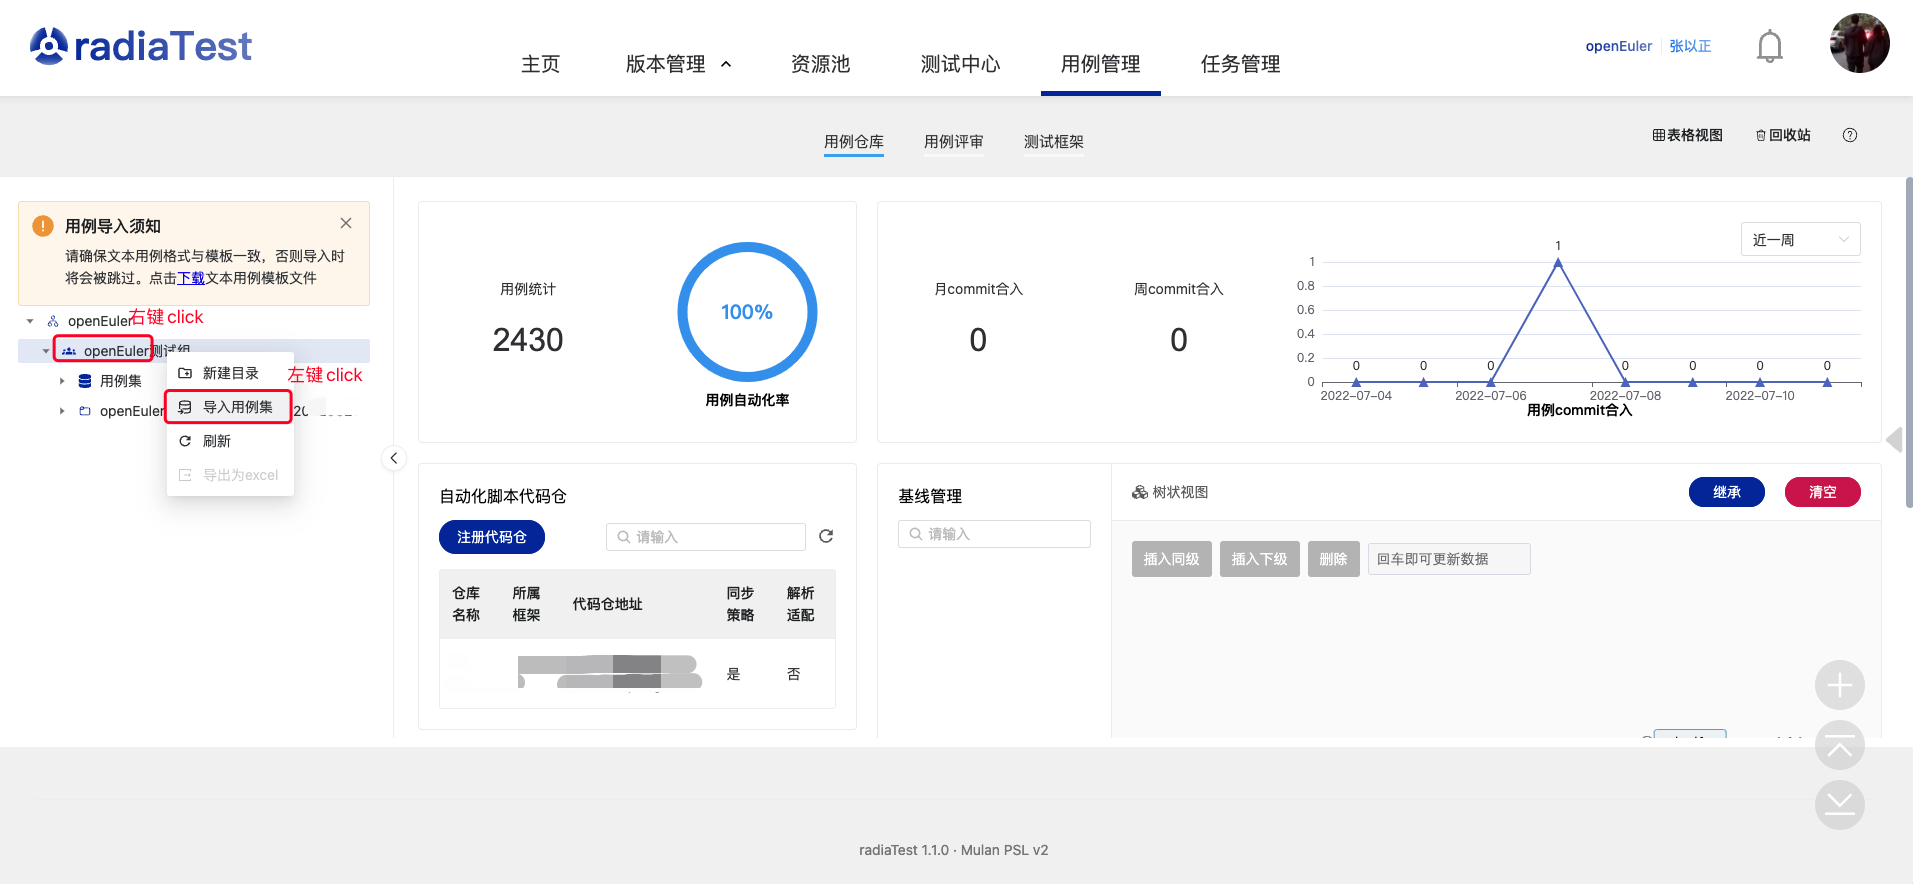 radiaTest
主页
版本管理
资源池
测试中心
用例管理
任务管理
openEuler
张以正
用例仓库
用例评审
测试框架
表格视图
回收站
用例导入须知
请确保文本用例格式与模板一致，否则导入时
将会被跳过。点击下载文本用例模板文件
openEuler
右键click
openEuler测试组
用例集
openEuler
新建目录
左键click
导入用例集
刷新
导出为excel
用例统计
2430
100%
用例自动化率
月commit合入
0
周commit合入
0
近一周
1
0.8
0.6
0.4
0.2
0
0
0
0
1
0
0
0
0
2022-07-04
2022-07-06
2022-07-08
2022-07-10
用例commit合入
自动化脚本代码仓
注册代码仓
请输入
仓库
名称
所属
框架
代码仓地址
同步
策略
解析
适配
是
否
基线管理
请输入
树状视图
继承
清空
插入同级
插入下级
删除
回车即可更新数据
radiaTest 1.1.0 · Mulan PSL v2